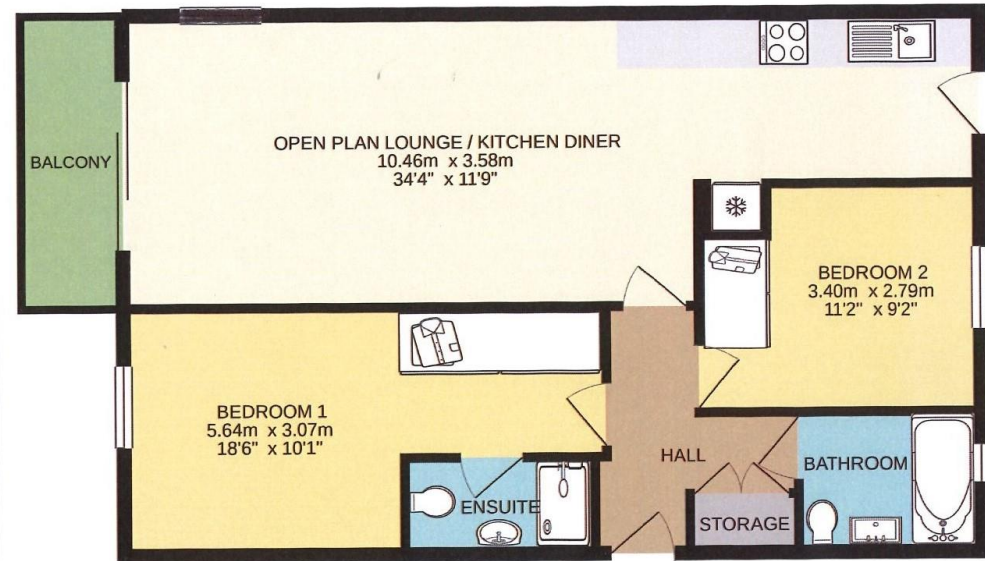 OPEN PLAN LOUNGE / KITCHEN DINER
10.46m x 3.58m
34'4" x 11'9"
BALCONY
BEDROOM 2
3.40m x 2.79m
11'2" x 9'2"
BEDROOM 1
5.64m x 3.07m
18'6" x 10'1"
HALL
BATHROOM
ENSUITE
STORAGE